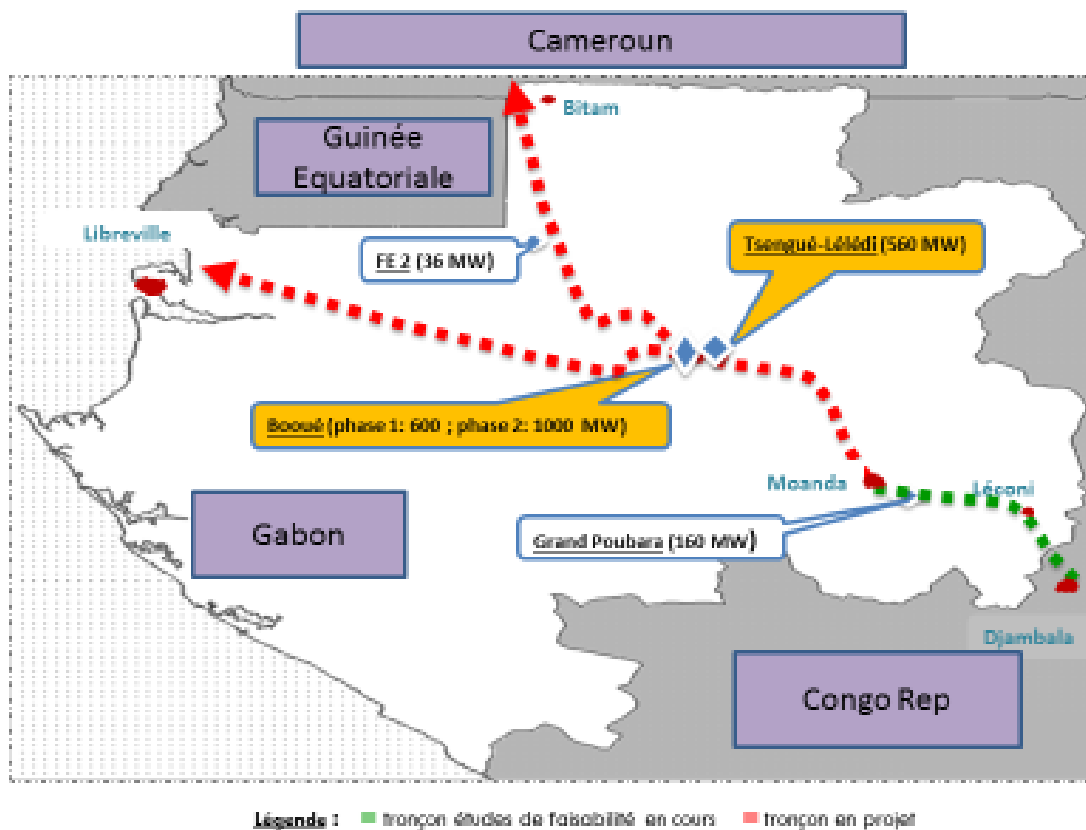 Cameroun
Bitam
Guinée
Equatoriale
Libreville
Tsengué-Lélédi (560 MW)
FE 2 (36 MW)
Booué (phase 1: 600 ; phase 2: 1000 MW)
Moanda
Léconi
Gabon
Grand Poubara (160 MW)
Djambala
Congo Rep
Légende : tronçon études de faisabilité en cours tronçon en projet